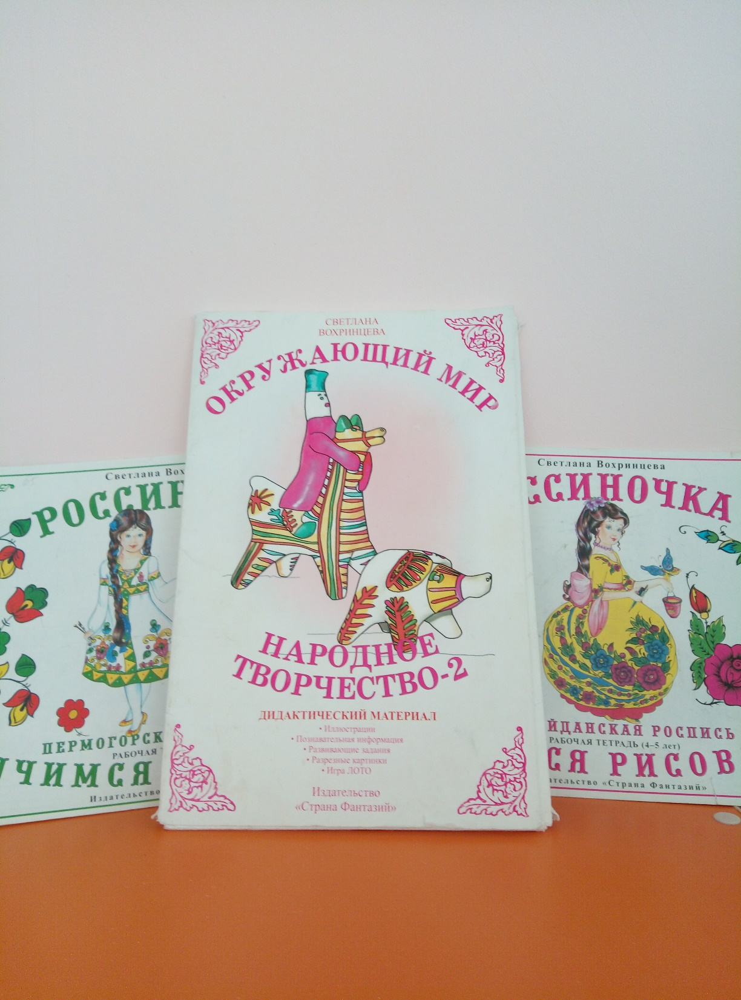 СВЕТЛАНА
ВОХРИНЦЕВА
ОКРУЖАЮЩИЙ МИР
НАРОДНОЕ
ТВОРЧЕСТВО-2
ДИДАКТИЧЕСКИЙ МАТЕРИАЛ
• Иллюстрации
• Познавательная информация
• Развивающие задания
• Разрезные картинки
• Игра ЛОТО
Издательство
«Страна Фантазий»
Светлана Вох
РОССИН
ПЕРМОГОРСК
РАБОЧАЯ
УЧИМСЯ
Издательство
Светлана Вохринцева
ССИНОЧКА
ЙДАНСКАЯ РОСПИСЬ
РАБОЧАЯ ТЕТРАДЬ (4–5 лет)
СЯ РИСОВ
ательство «Страна Фантазий»